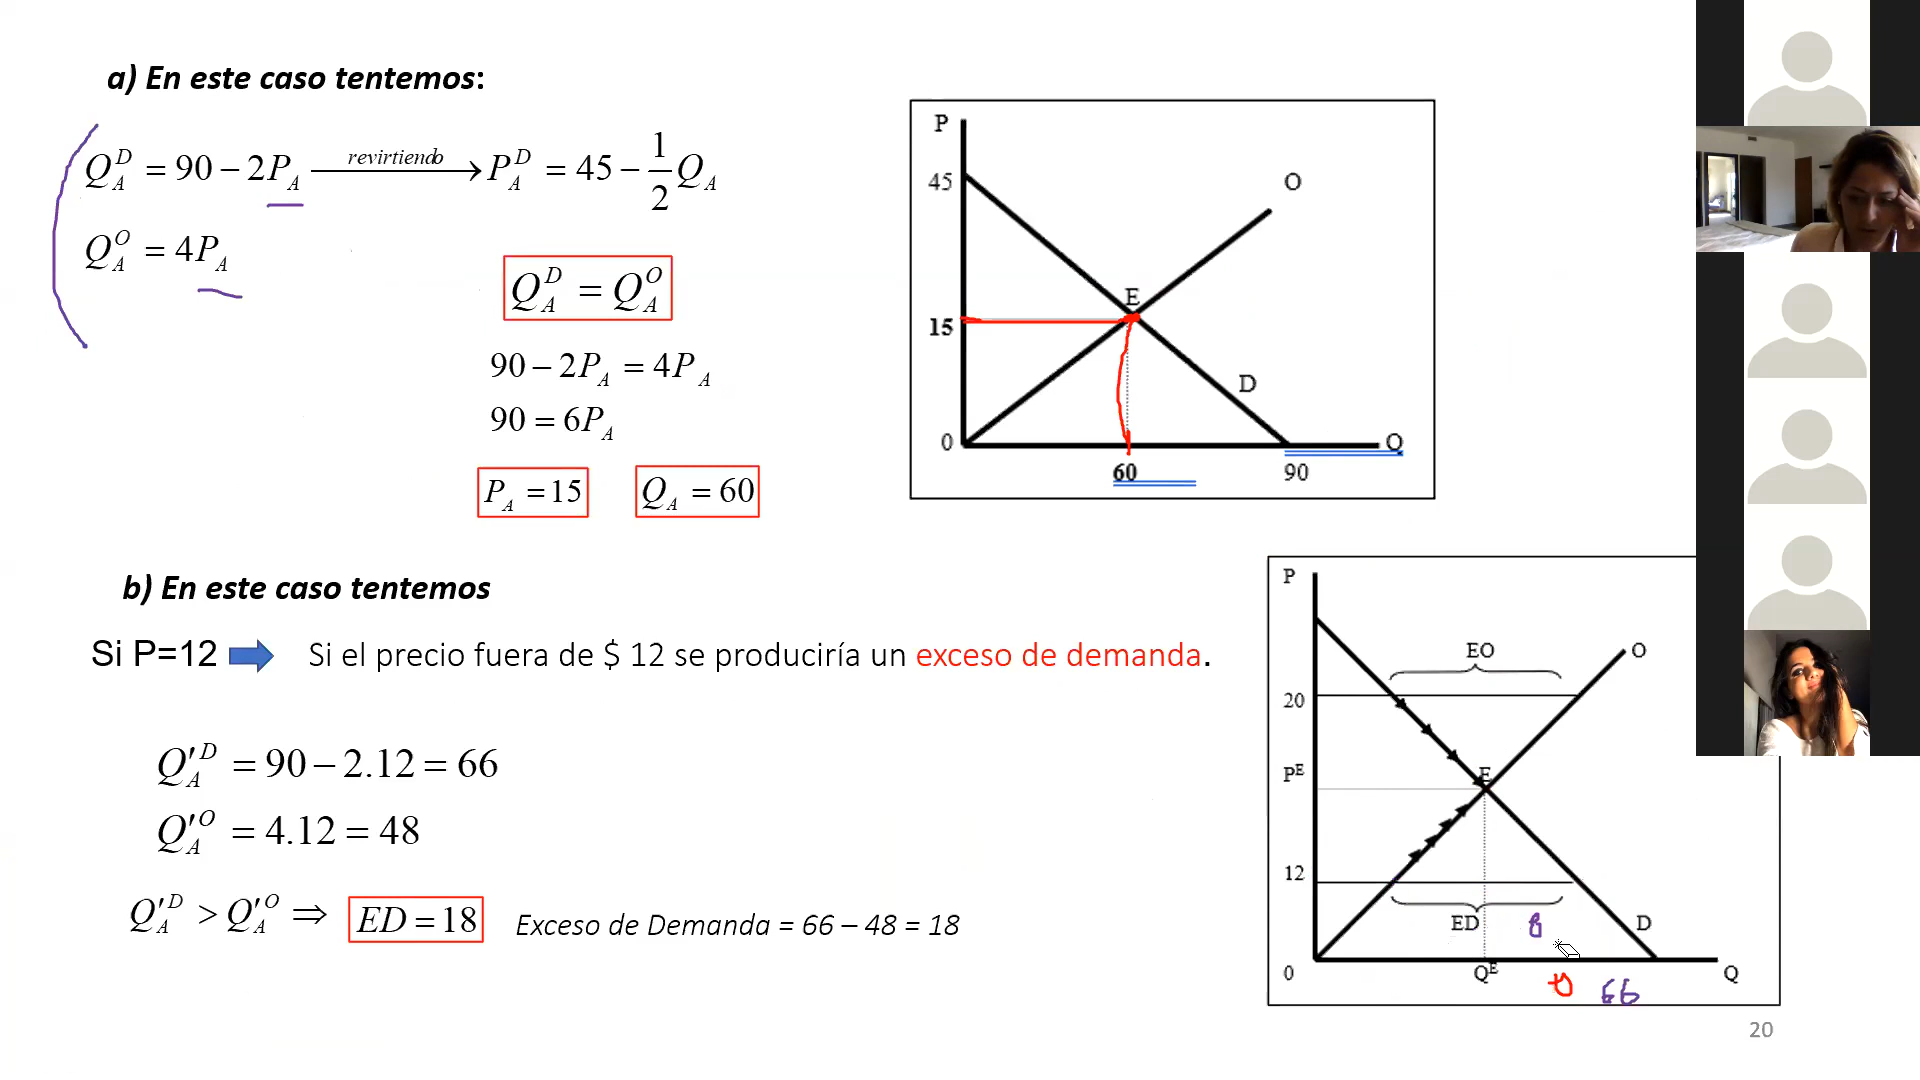 a) En este caso tentemos:
Q_A^D = 90 − 2P_A revirtiendo → P_A^D = 45 − 1/2 Q_A
Q_A^O = 4P_A
Q_A^D = Q_A^O
90 − 2P_A = 4P_A
90 = 6P_A
P_A = 15
Q_A = 60
P
45
O
E
15
D
0
Q
60
90
b) En este caso tentemos
Si P=12
Si el precio fuera de $ 12 se produciría un exceso de demanda.
Q'_A^D = 90 − 2.12 = 66
Q'_A^O = 4.12 = 48
Q'_A^D > Q'_A^O ⇒ ED = 18
Exceso de Demanda = 66 – 48 = 18
P
EO
O
20
P^E
E
12
ED
D
0
Q^E
66
Q
20